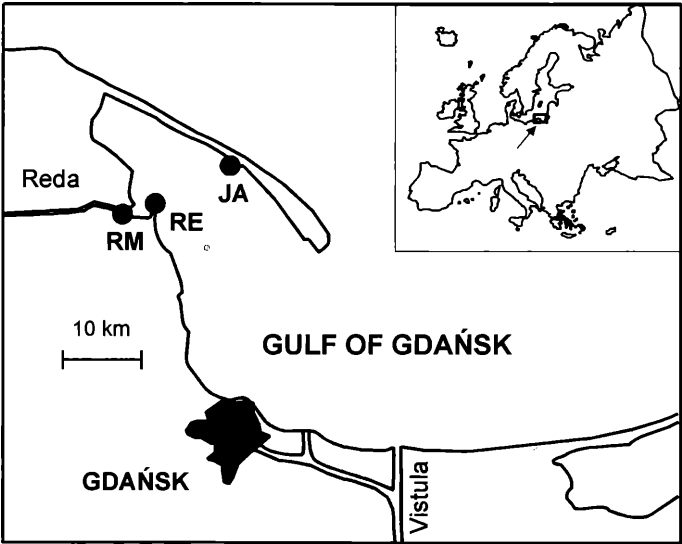 Reda
JA
RE
RM
10 km
GULF OF GDAŃSK
GDAŃSK
Vistula